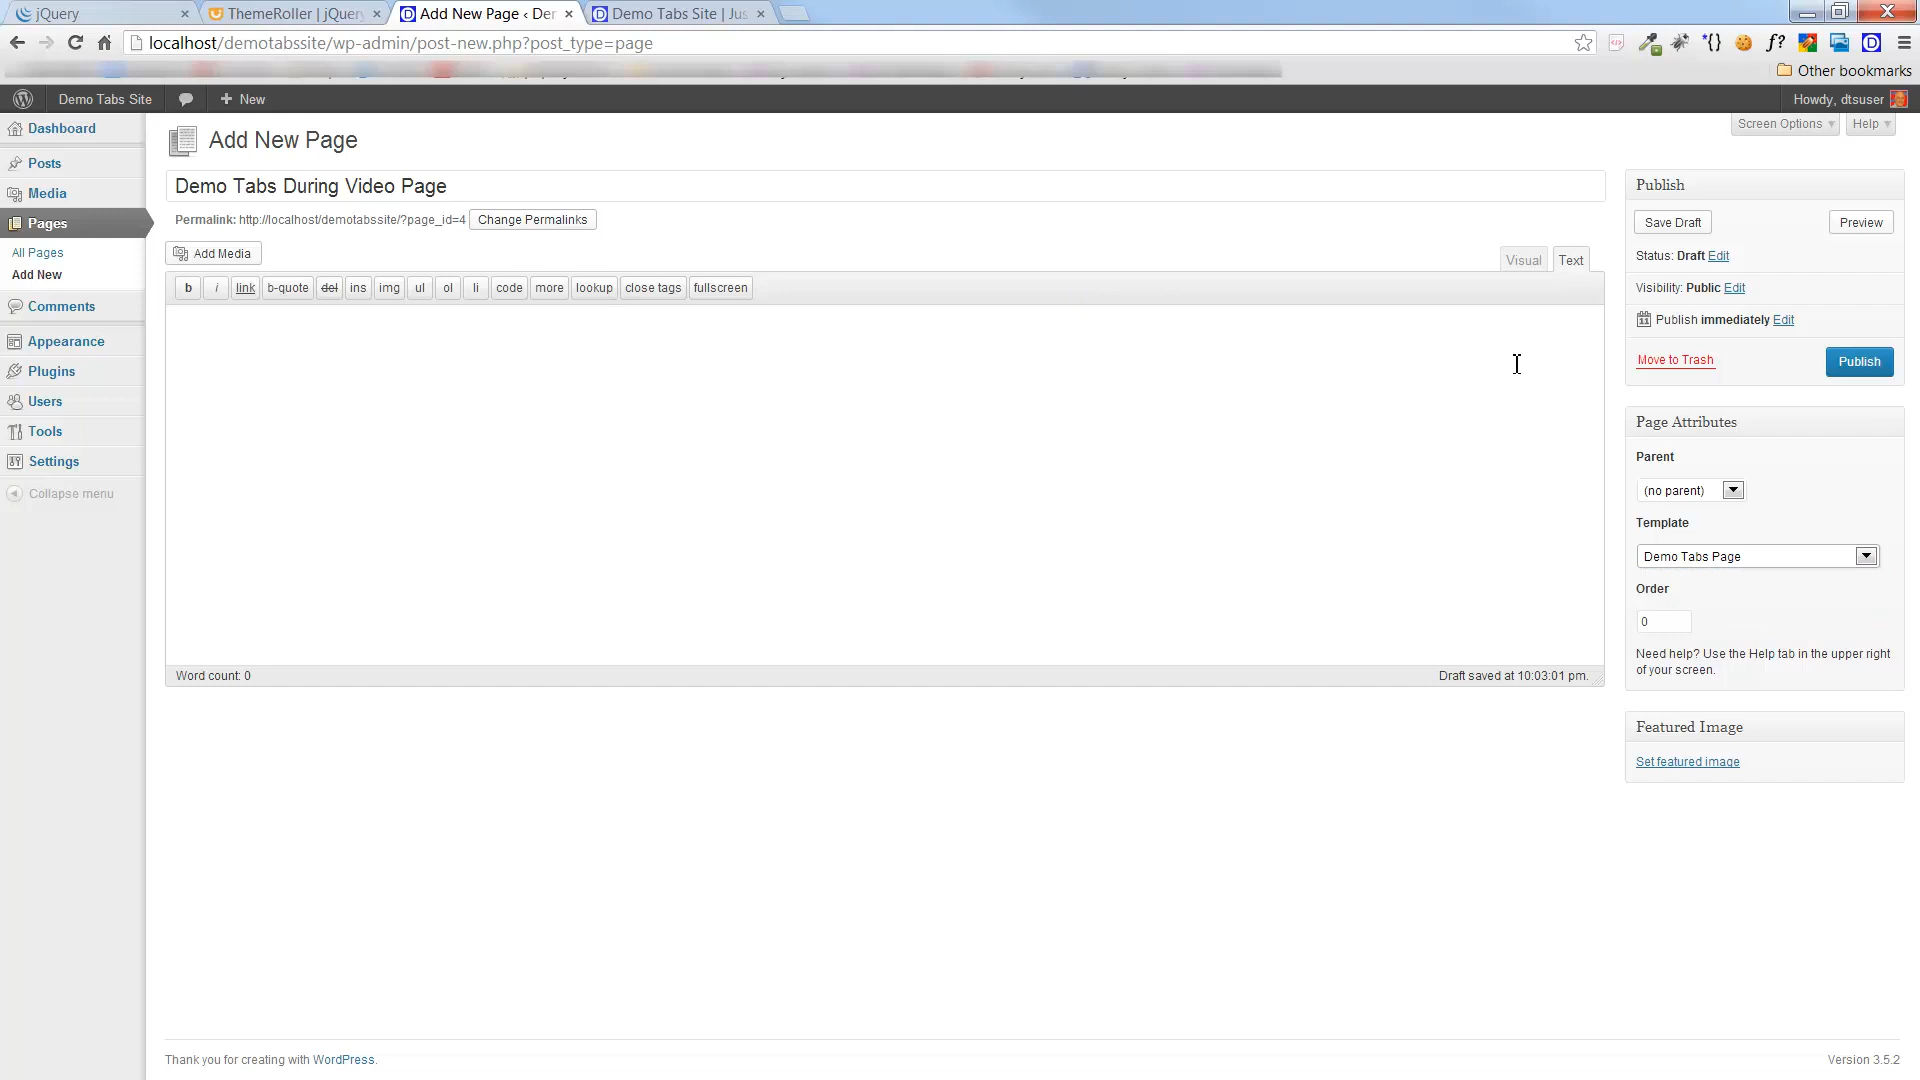 jQuery
ThemeRoller | jQuery
Add New Page ‹ Der
Demo Tabs Site | Jus
localhost/demotabssite/wp-admin/post-new.php?post_type=page
Other bookmarks
Demo Tabs Site
New
Howdy, dtsuser
Dashboard
Posts
Media
Pages
All Pages
Add New
Comments
Appearance
Plugins
Users
Tools
Settings
Collapse menu
Screen Options
Help
Add New Page
Demo Tabs During Video Page
Permalink: http://localhost/demotabssite/?page_id=4 Change Permalinks
Add Media
Visual Text
b i link b-quote del ins img ul ol li code more lookup close tags fullscreen
Word count: 0
Draft saved at 10:03:01 pm.
Publish
Save Draft Preview
Status: Draft Edit
Visibility: Public Edit
Publish immediately Edit
Move to Trash Publish
Page Attributes
Parent
(no parent)
Template
Demo Tabs Page
Order
0
Need help? Use the Help tab in the upper right
of your screen.
Featured Image
Set featured image
Thank you for creating with WordPress.
Version 3.5.2